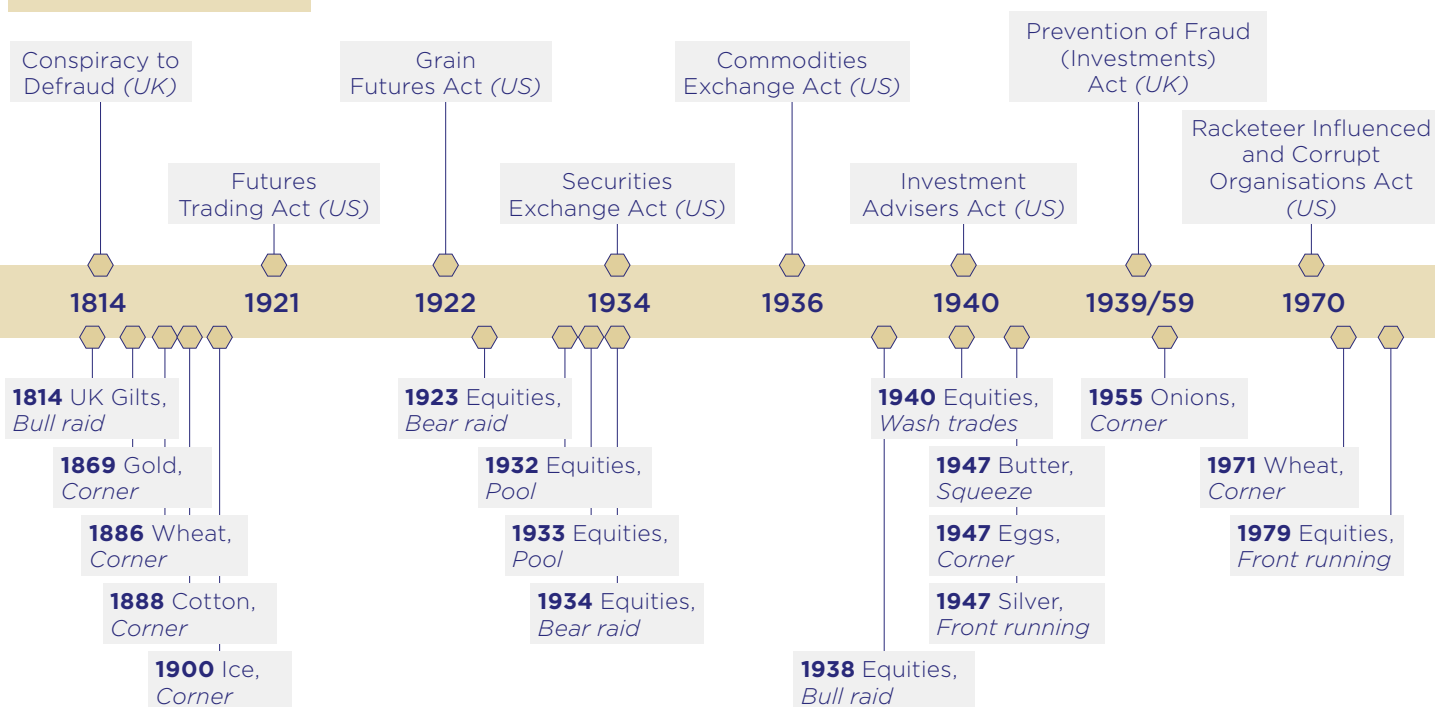 Conspiracy to
Defraud (UK)
Grain
Futures Act (US)
Commodities
Exchange Act (US)
Prevention of Fraud
(Investments)
Act (UK)
Futures
Trading Act (US)
Securities
Exchange Act (US)
Investment
Advisers Act (US)
Racketeer Influenced
and Corrupt
Organisations Act
(US)
1814
1921
1922
1934
1936
1940
1939/59
1970
1814 UK Gilts,
Bull raid
1869 Gold,
Corner
1886 Wheat,
Corner
1888 Cotton,
Corner
1900 Ice,
Corner
1923 Equities,
Bear raid
1932 Equities,
Pool
1933 Equities,
Pool
1934 Equities,
Bear raid
1938 Equities,
Bull raid
1940 Equities,
Wash trades
1947 Butter,
Squeeze
1947 Eggs,
Corner
1947 Silver,
Front running
1955 Onions,
Corner
1971 Wheat,
Corner
1979 Equities,
Front running